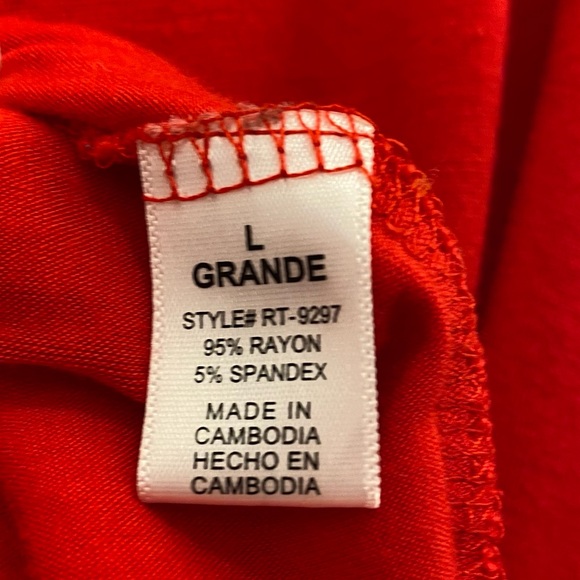 L
GRANDE
STYLE# RT-9297
95% RAYON
5% SPANDEX
MADE IN
CAMBODIA
HECHO EN
CAMBODIA